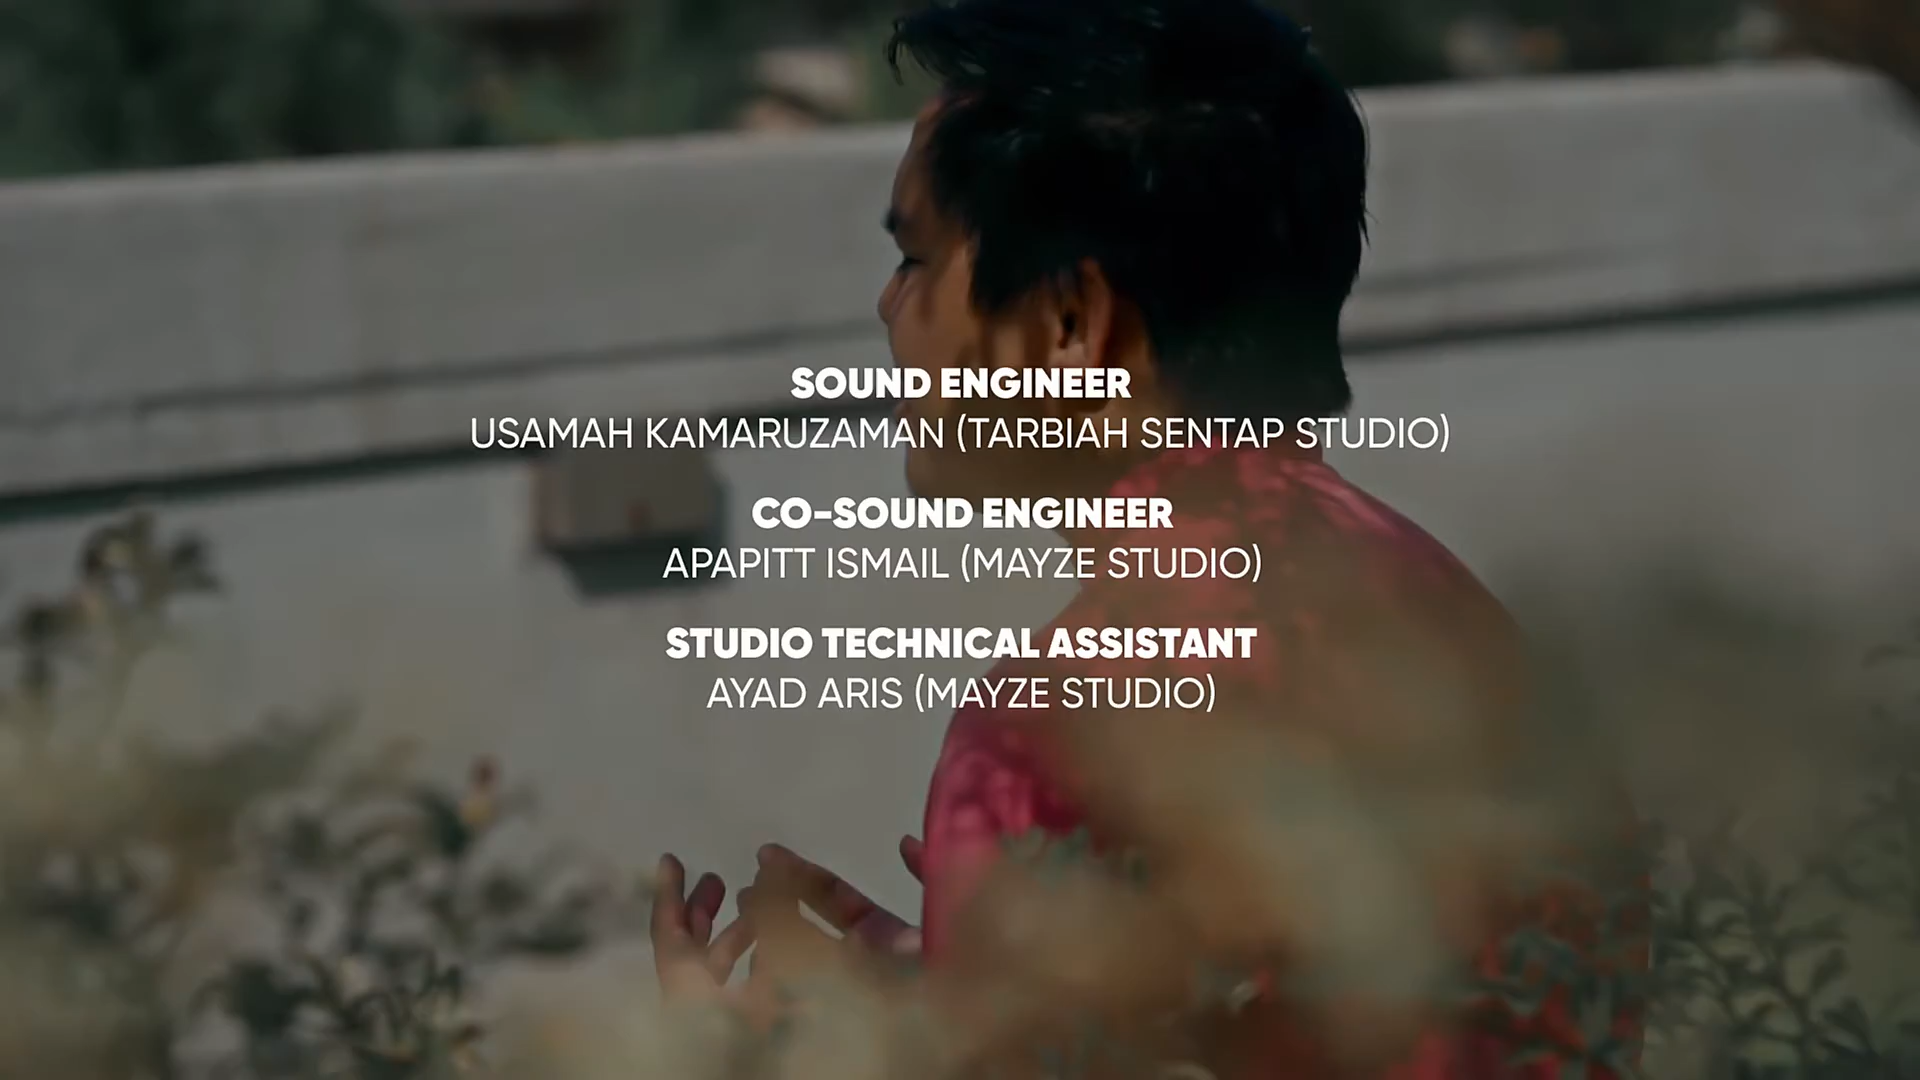 SOUND ENGINEER
USAMAH KAMARUZAMAN (TARBIAH SENTAP STUDIO)
CO-SOUND ENGINEER
APAPITT ISMAIL (MAYZE STUDIO)
STUDIO TECHNICAL ASSISTANT
AYAD ARIS (MAYZE STUDIO)